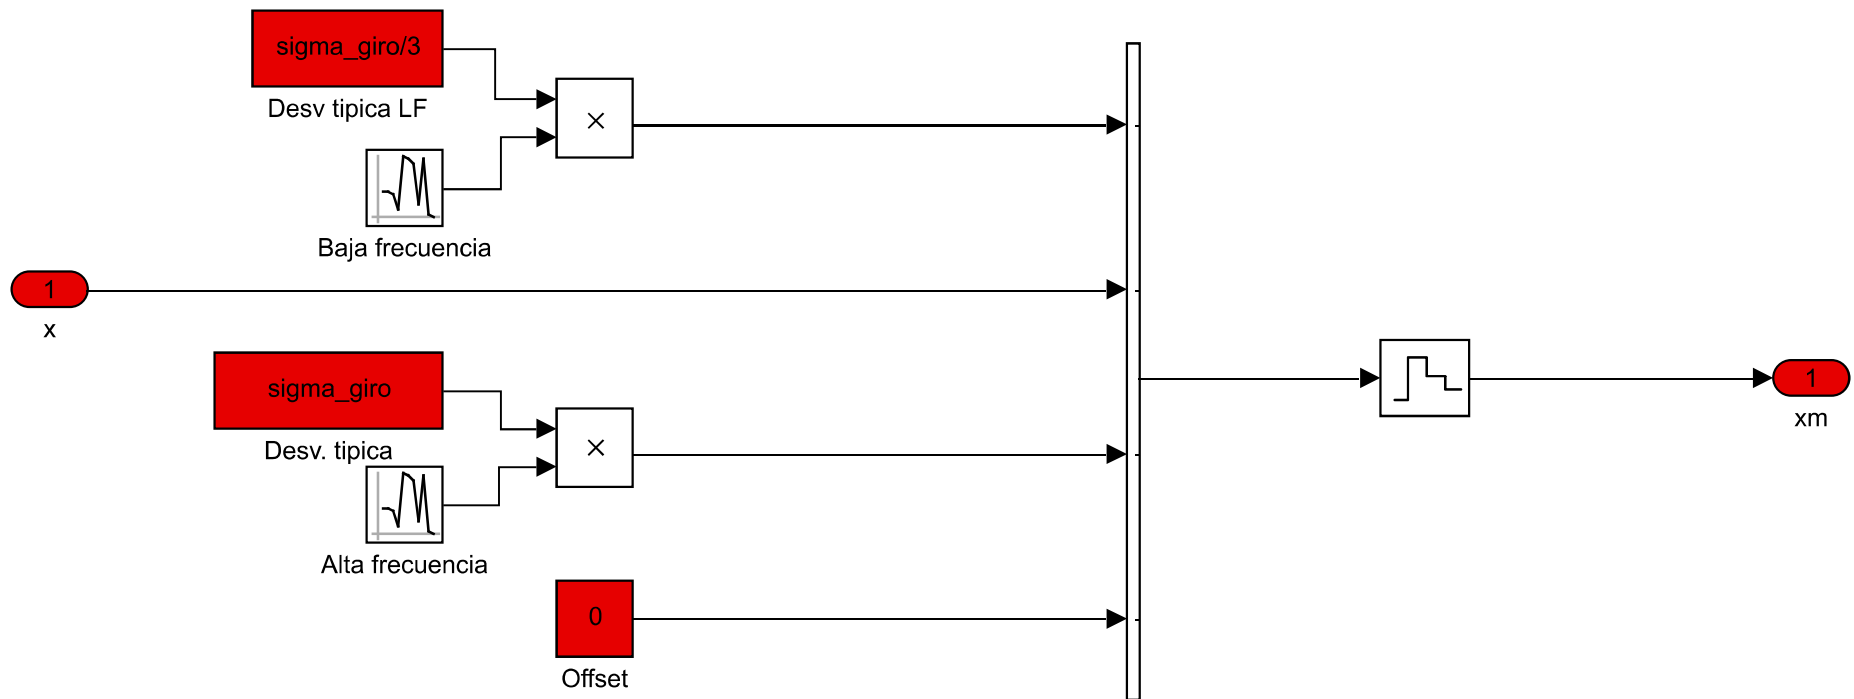 sigma_giro/3
Desv tipica LF
×
Baja frecuencia
1
x
sigma_giro
Desv. tipica
×
Alta frecuencia
0
Offset
1
xm